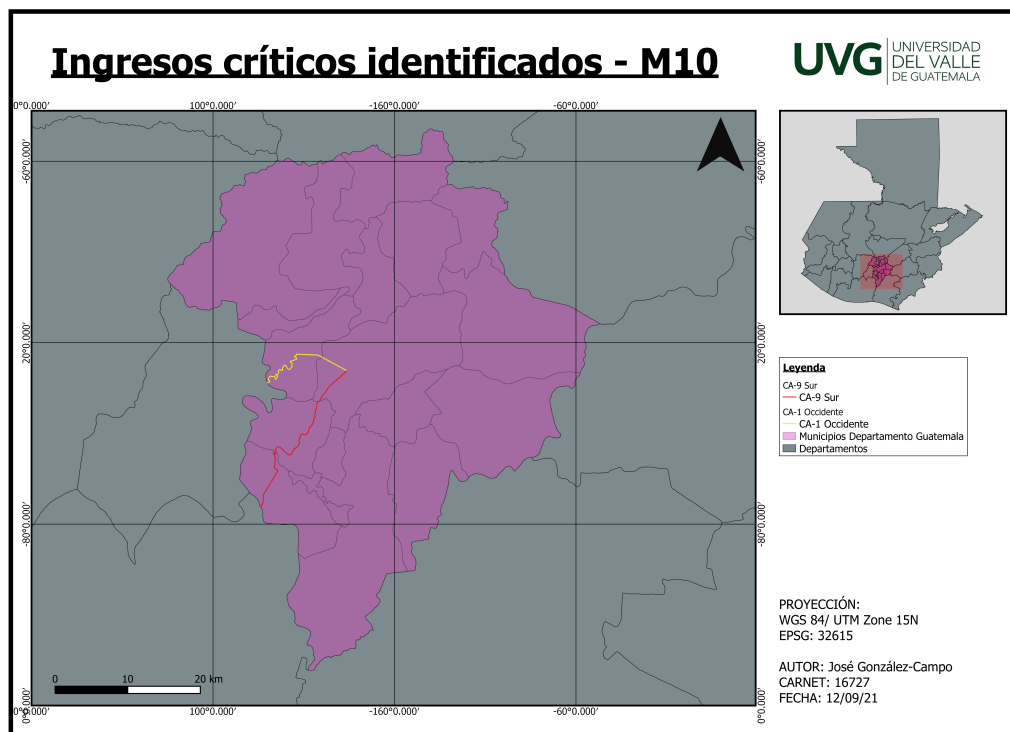 Ingresos críticos identificados - M10
UVG
UNIVERSIDAD
DEL VALLE
DE GUATEMALA
0°0.000'
100°0.000'
-160°0.000'
-60°0.000'
-60°0.000'
-60°0.000'
20°0.000'
20°0.000'
-80°0.000'
-80°0.000'
0°0.000'
0°0.000'
0°0.000'
100°0.000'
-160°0.000'
-60°0.000'
0
10
20 km
Leyenda
CA-9 Sur
CA-9 Sur
CA-1 Occidente
CA-1 Occidente
Municipios Departamento Guatemala
Departamentos
PROYECCIÓN:
WGS 84/ UTM Zone 15N
EPSG: 32615
AUTOR: José González-Campo
CARNET: 16727
FECHA: 12/09/21